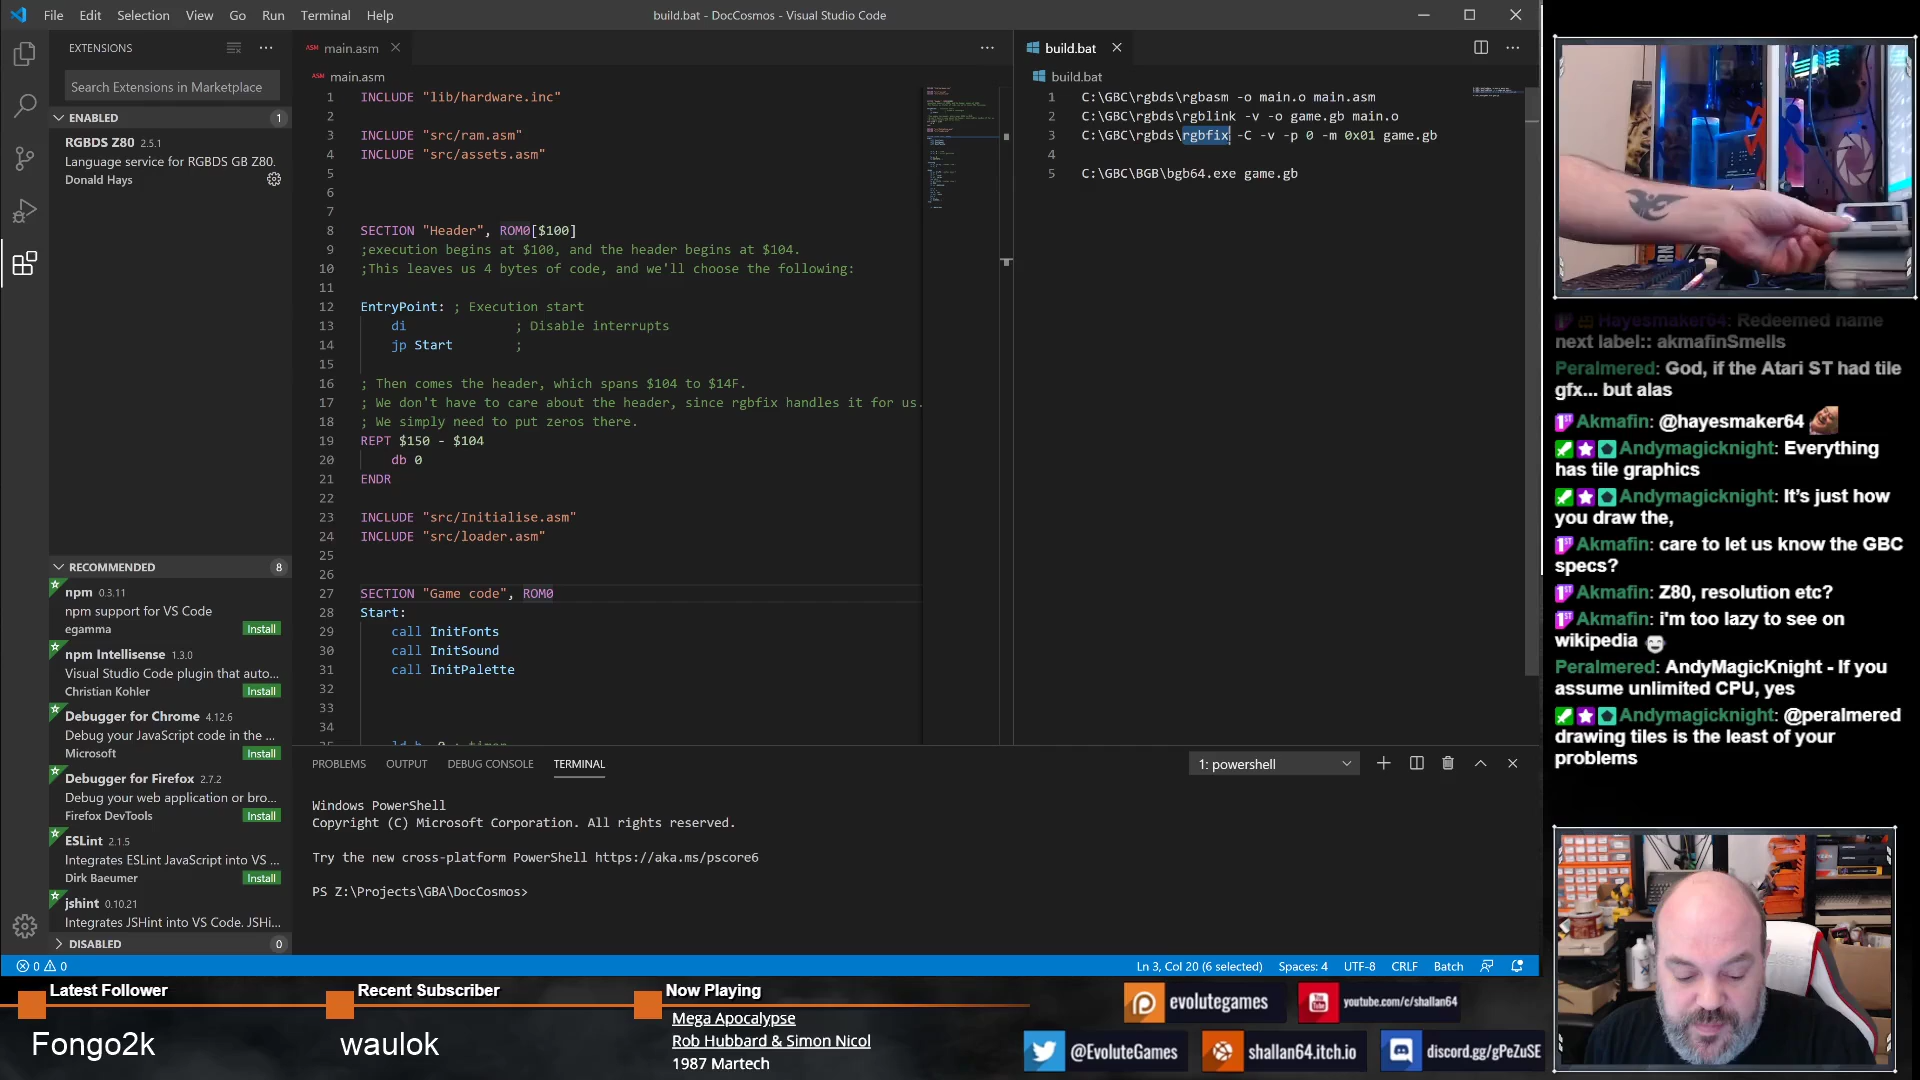 File Edit Selection View Go Run Terminal Help
build.bat - DocCosmos - Visual Studio Code
EXTENSIONS
Search Extensions in Marketplace
ENABLED 1
RGBDS Z80 2.5.1
Language service for RGBDS GB Z80.
Donald Hays
RECOMMENDED 8
npm 0.3.11
npm support for VS Code
egamma Install
npm Intellisense 1.3.0
Visual Studio Code plugin that auto...
Christian Kohler Install
Debugger for Chrome 4.12.6
Debug your JavaScript code in the ...
Microsoft Install
Debugger for Firefox 2.7.2
Debug your web application or bro...
Firefox DevTools Install
ESLint 2.1.5
Integrates ESLint JavaScript into VS ...
Dirk Baeumer Install
jshint 0.10.21
Integrates JSHint into VS Code. JSHi...
DISABLED 0
ASM main.asm
ASM main.asm
1 INCLUDE "lib/hardware.inc"
2
3 INCLUDE "src/ram.asm"
4 INCLUDE "src/assets.asm"
5
6
7
8 SECTION "Header", ROM0[$100]
9 ;execution begins at $100, and the header begins at $104.
10 ;This leaves us 4 bytes of code, and we'll choose the following:
11
12 EntryPoint: ; Execution start
13 di ; Disable interrupts
14 jp Start ;
15
16 ; Then comes the header, which spans $104 to $14F.
17 ; We don't have to care about the header, since rgbfix handles it for us.
18 ; We simply need to put zeros there.
19 REPT $150 - $104
20 db 0
21 ENDR
22
23 INCLUDE "src/Initialise.asm"
24 INCLUDE "src/loader.asm"
25
26
27 SECTION "Game code", ROM0
28 Start:
29 call InitFonts
30 call InitSound
31 call InitPalette
32
33
34
build.bat
build.bat
1 C:\GBC\rgbds\rgbasm -o main.o main.asm
2 C:\GBC\rgbds\rgblink -v -o game.gb main.o
3 C:\GBC\rgbds\rgbfix -C -v -p 0 -m 0x01 game.gb
4
5 C:\GBC\BGB\bgb64.exe game.gb
PROBLEMS OUTPUT DEBUG CONSOLE TERMINAL
1: powershell
Windows PowerShell
Copyright (C) Microsoft Corporation. All rights reserved.
Try the new cross-platform PowerShell https://aka.ms/pscore6
PS Z:\Projects\GBA\DocCosmos>
0 0
Ln 3, Col 20 (6 selected) Spaces: 4 UTF-8 CRLF Batch
Hayesmaker64: Redeemed name
next label:: akmafinSmells
Peralmered: God, if the Atari ST had tile
gfx... but alas
Akmafin: @hayesmaker64
Andymagicknight: Everything
has tile graphics
Andymagicknight: It's just how
you draw the,
Akmafin: care to let us know the GBC
specs?
Akmafin: Z80, resolution etc?
Akmafin: i'm too lazy to see on
wikipedia
Peralmered: AndyMagicKnight - If you
assume unlimited CPU, yes
Andymagicknight: @peralmered
drawing tiles is the least of your
problems
Latest Follower
Fongo2k
Recent Subscriber
waulok
Now Playing
Mega Apocalypse
Rob Hubbard & Simon Nicol
1987 Martech
evolutegames
You Tube
youtube.com/c/shallan64
@EvoluteGames
shallan64.itch.io
discord.gg/gPeZuSE